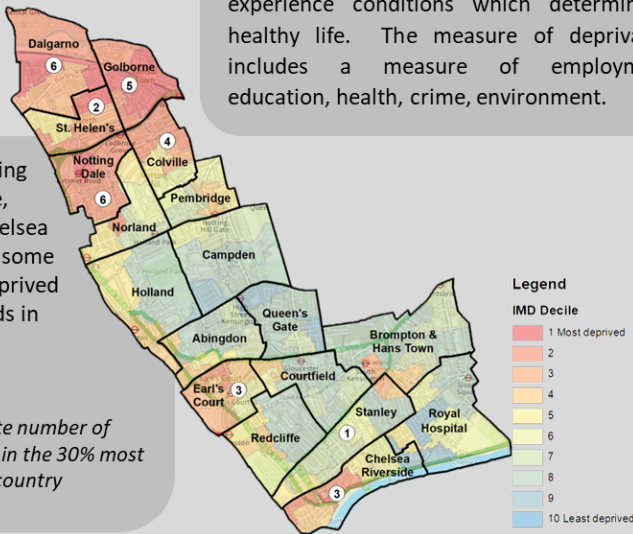 experience conditions which determin
healthy life. The measure of depriva
includes a measure of employm
education, health, crime, environment.
ing
e,
elsea
some
prived
ds in
te number of
in the 30% most
country
Dalgarno
6
Golborne
5
2
St. Helen's
4
Colville
Notting
Dale
6
Pembridge
Norland
Campden
Holland
Queen's
Gate
Abingdon
Brompton &
Hans Town
Courtfield
Earl's
Court
3
Stanley
Royal
Hospital
Redcliffe
1
Chelsea
Riverside
3
Legend
IMD Decile
1 Most deprived
2
3
4
5
6
7
8
9
10 Least deprived